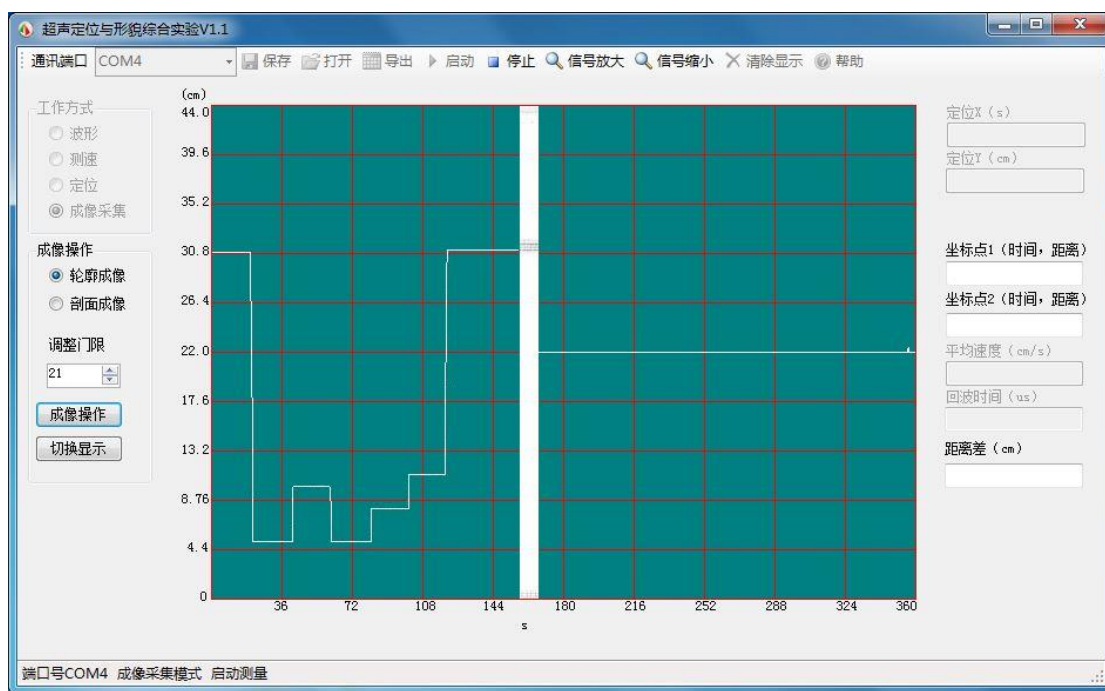 超声定位与形貌综合实验V1.1
通讯端口 COM4 保存 打开 导出 启动 停止 信号放大 信号缩小 清除显示 帮助
工作方式
波形
测速
定位
成像采集
成像操作
轮廓成像
剖面成像
调整门限
21
成像操作
切换显示
(cm)
44.0
39.6
35.2
30.8
26.4
22.0
17.6
13.2
8.76
4.4
0
36 72 108 144 180 216 252 288 324 360
s
定位X(s)
定位Y(cm)
坐标点1(时间,距离)
坐标点2(时间,距离)
平均速度(cm/s)
回波时间(us)
距离差(cm)
端口号COM4 成像采集模式 启动测量